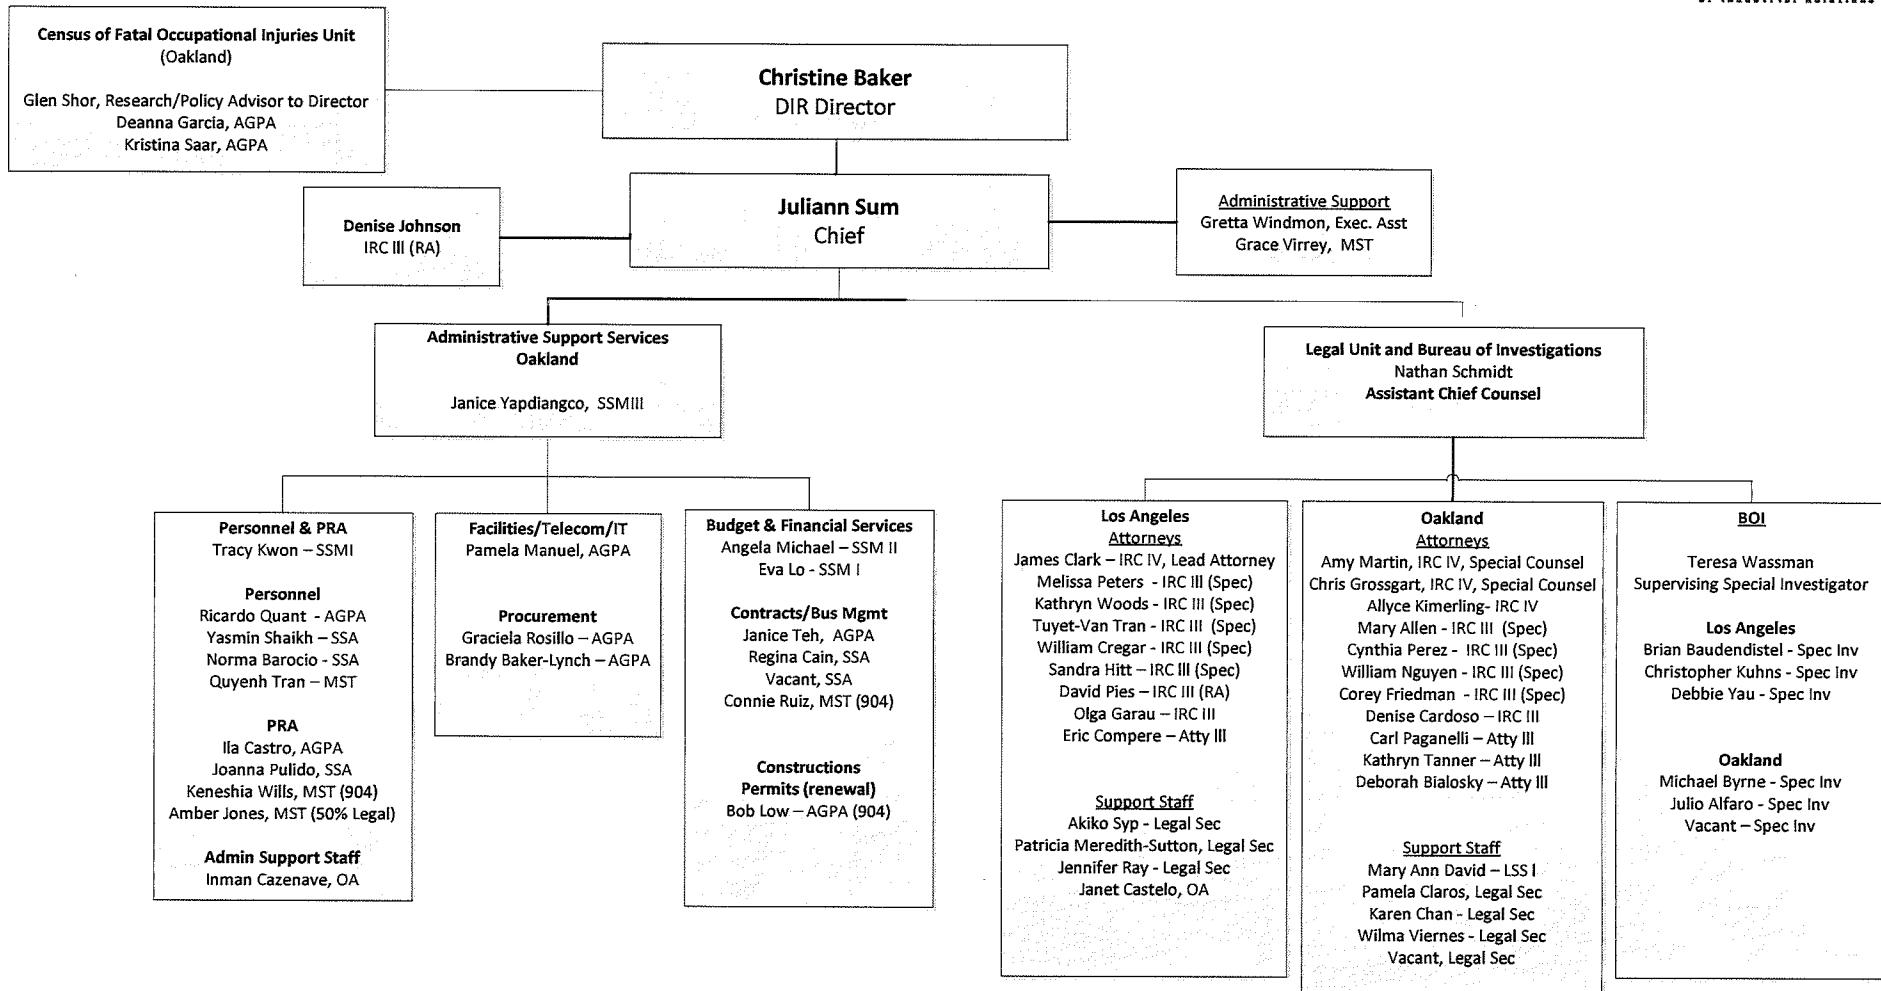 of Industrial Relations
Census of Fatal Occupational Injuries Unit
(Oakland)
Glen Shor, Research/Policy Advisor to Director
Deanna Garcia, AGPA
Kristina Saar, AGPA
Christine Baker
DIR Director
Denise Johnson
IRC III (RA)
Juliann Sum
Chief
Administrative Support
Gretta Windmon, Exec. Asst
Grace Virrey, MST
Administrative Support Services
Oakland
Janice Yapdiangco, SSMIII
Legal Unit and Bureau of Investigations
Nathan Schmidt
Assistant Chief Counsel
Personnel & PRA
Tracy Kwon – SSMI
Personnel
Ricardo Quant - AGPA
Yasmin Shaikh – SSA
Norma Barocio - SSA
Quyenh Tran – MST
PRA
Ila Castro, AGPA
Joanna Pulido, SSA
Keneshia Wills, MST (904)
Amber Jones, MST (50% Legal)
Admin Support Staff
Inman Cazenave, OA
Facilities/Telecom/IT
Pamela Manuel, AGPA
Procurement
Graciela Rosillo – AGPA
Brandy Baker-Lynch – AGPA
Budget & Financial Services
Angela Michael – SSM II
Eva Lo - SSM I
Contracts/Bus Mgmt
Janice Teh, AGPA
Regina Cain, SSA
Vacant, SSA
Connie Ruiz, MST (904)
Constructions
Permits (renewal)
Bob Low – AGPA (904)
Los Angeles
Attorneys
James Clark – IRC IV, Lead Attorney
Melissa Peters - IRC III (Spec)
Kathryn Woods - IRC III (Spec)
Tuyet-Van Tran - IRC III (Spec)
William Cregar - IRC III (Spec)
Sandra Hitt – IRC III (Spec)
David Pies – IRC III (RA)
Olga Garau – IRC III
Eric Compere – Atty III
Support Staff
Akiko Syp - Legal Sec
Patricia Meredith-Sutton, Legal Sec
Jennifer Ray - Legal Sec
Janet Castelo, OA
Oakland
Attorneys
Amy Martin, IRC IV, Special Counsel
Chris Grossgart, IRC IV, Special Counsel
Allyce Kimerling- IRC IV
Mary Allen - IRC III (Spec)
Cynthia Perez - IRC III (Spec)
William Nguyen - IRC III (Spec)
Corey Friedman - IRC III (Spec)
Denise Cardoso – IRC III
Carl Paganelli – Atty III
Kathryn Tanner – Atty III
Deborah Bialosky – Atty III
Support Staff
Mary Ann David – LSS I
Pamela Claros, Legal Sec
Karen Chan - Legal Sec
Wilma Viernes - Legal Sec
Vacant, Legal Sec
BOI
Teresa Wassman
Supervising Special Investigator
Los Angeles
Brian Baudendistel - Spec Inv
Christopher Kuhns - Spec Inv
Debbie Yau - Spec Inv
Oakland
Michael Byrne - Spec Inv
Julio Alfaro - Spec Inv
Vacant – Spec Inv